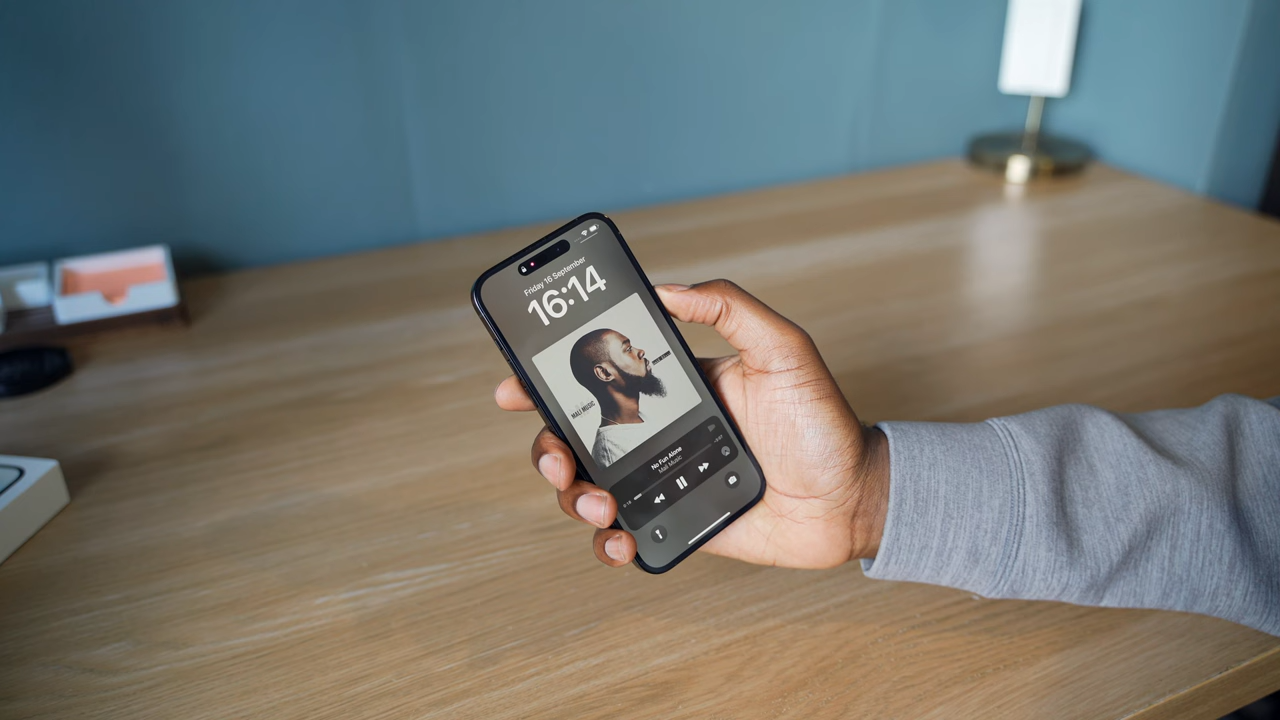 Friday 16 September
16:14
MALI MUSIC
No Fun Alone
Mali Music